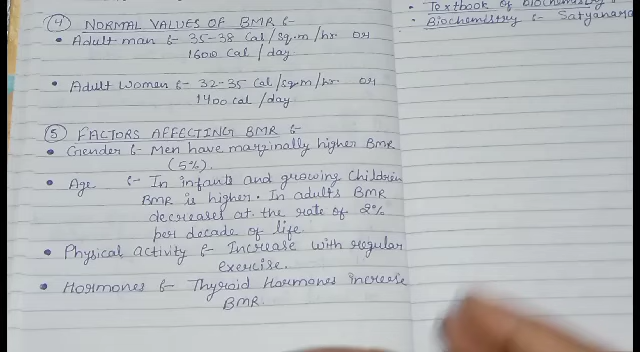 ④ NORMAL VALUES OF BMR :-
• Adult man :- 35-38 Cal/sq.m/hr. or
1600 Cal/day.
• Adult Women :- 32-35 Cal/sq.m/hr. or
1400 cal/day.
⑤ FACTORS AFFECTING BMR :-
• Gender :- Men have marginally higher BMR
(5%).
• Age :- In infants and growing children
BMR is higher. In adults BMR
decreases at the rate of 2%
per decade of life.
• Physical activity :- Increase with regular
exercise.
• Hormones :- Thyroid Hormones increase
BMR.
• Textbook of Biochemistry
• Biochemistry :- Satyanara